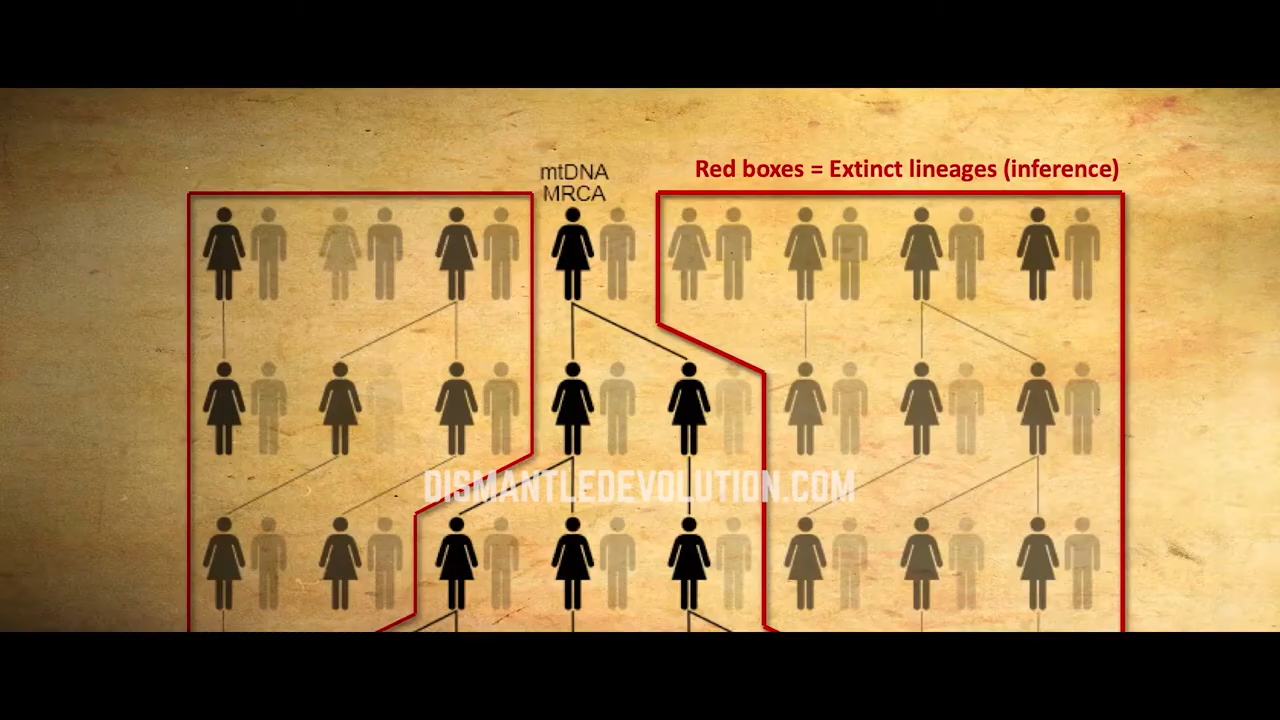 mtDNA
MRCA
Red boxes = Extinct lineages (inference)
DISMANTLEDEVOLUTION.COM